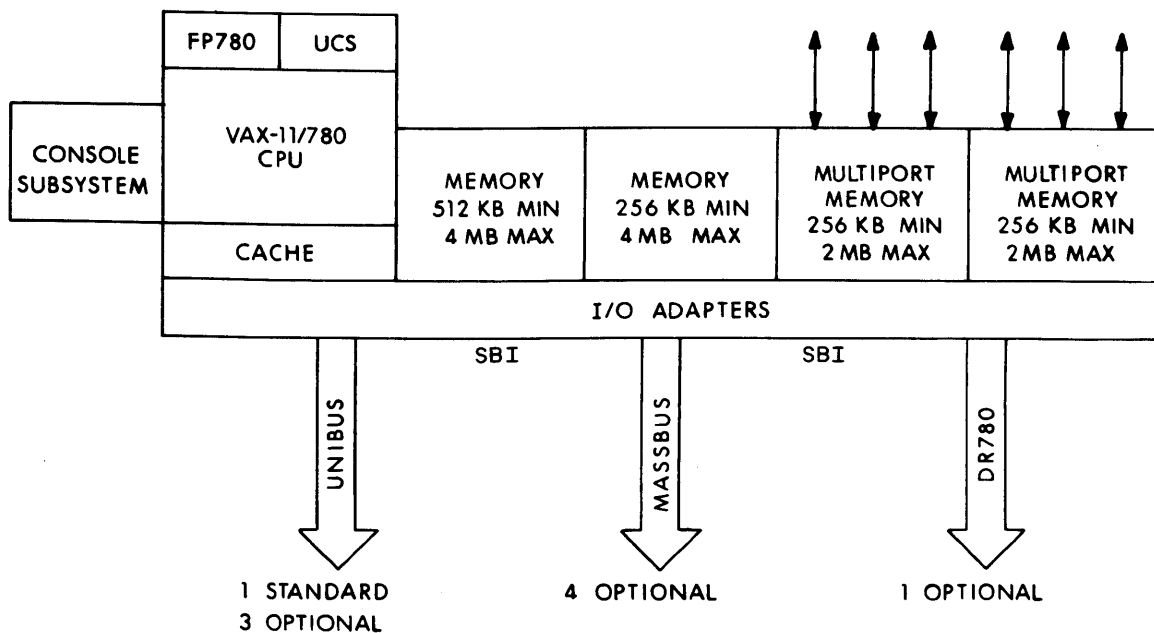 FP780
UCS
VAX-11/780
CPU
CONSOLE
SUBSYSTEM
CACHE
MEMORY
512 KB MIN
4 MB MAX
MEMORY
256 KB MIN
4 MB MAX
MULTIPORT
MEMORY
256 KB MIN
2 MB MAX
MULTIPORT
MEMORY
256 KB MIN
2 MB MAX
I/O ADAPTERS
SBI
SBI
UNIBUS
MASSBUS
DR780
1 STANDARD
3 OPTIONAL
4 OPTIONAL
1 OPTIONAL